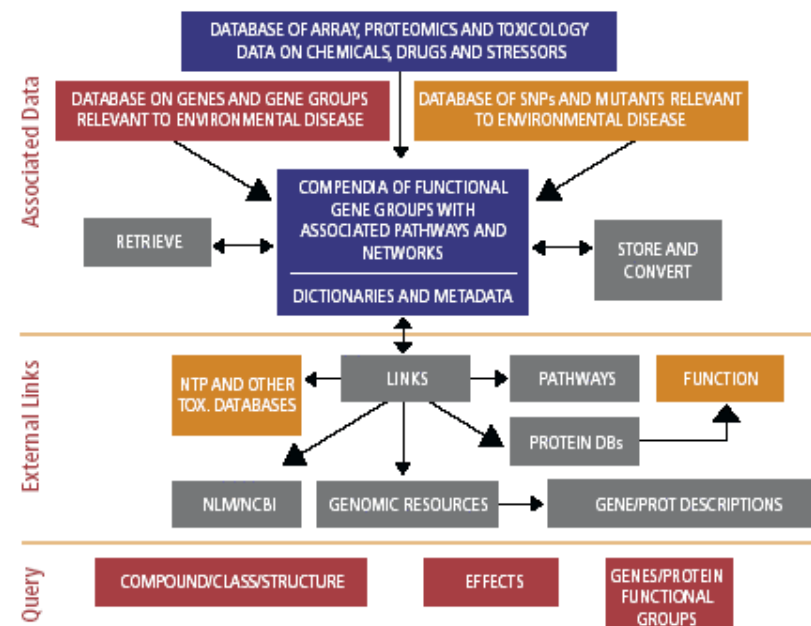 DATABASE OF ARRAY, PROTEOMICS AND TOXICOLOGY
DATA ON CHEMICALS, DRUGS AND STRESSORS
Associated Data
DATABASE ON GENES AND GENE GROUPS
RELEVANT TO ENVIRONMENTAL DISEASE
DATABASE OF SNPs AND MUTANTS RELEVANT
TO ENVIRONMENTAL DISEASE
COMPENDIA OF FUNCTIONAL
GENE GROUPS WITH
ASSOCIATED PATHWAYS AND
NETWORKS
DICTIONARIES AND METADATA
RETRIEVE
STORE AND
CONVERT
External Links
NTP AND OTHER
TOX. DATABASES
LINKS
PATHWAYS
FUNCTION
PROTEIN DBs
NLM/NCBI
GENOMIC RESOURCES
GENE/PROT DESCRIPTIONS
Query
COMPOUND/CLASS/STRUCTURE
EFFECTS
GENES/PROTEIN
FUNCTIONAL
GROUPS